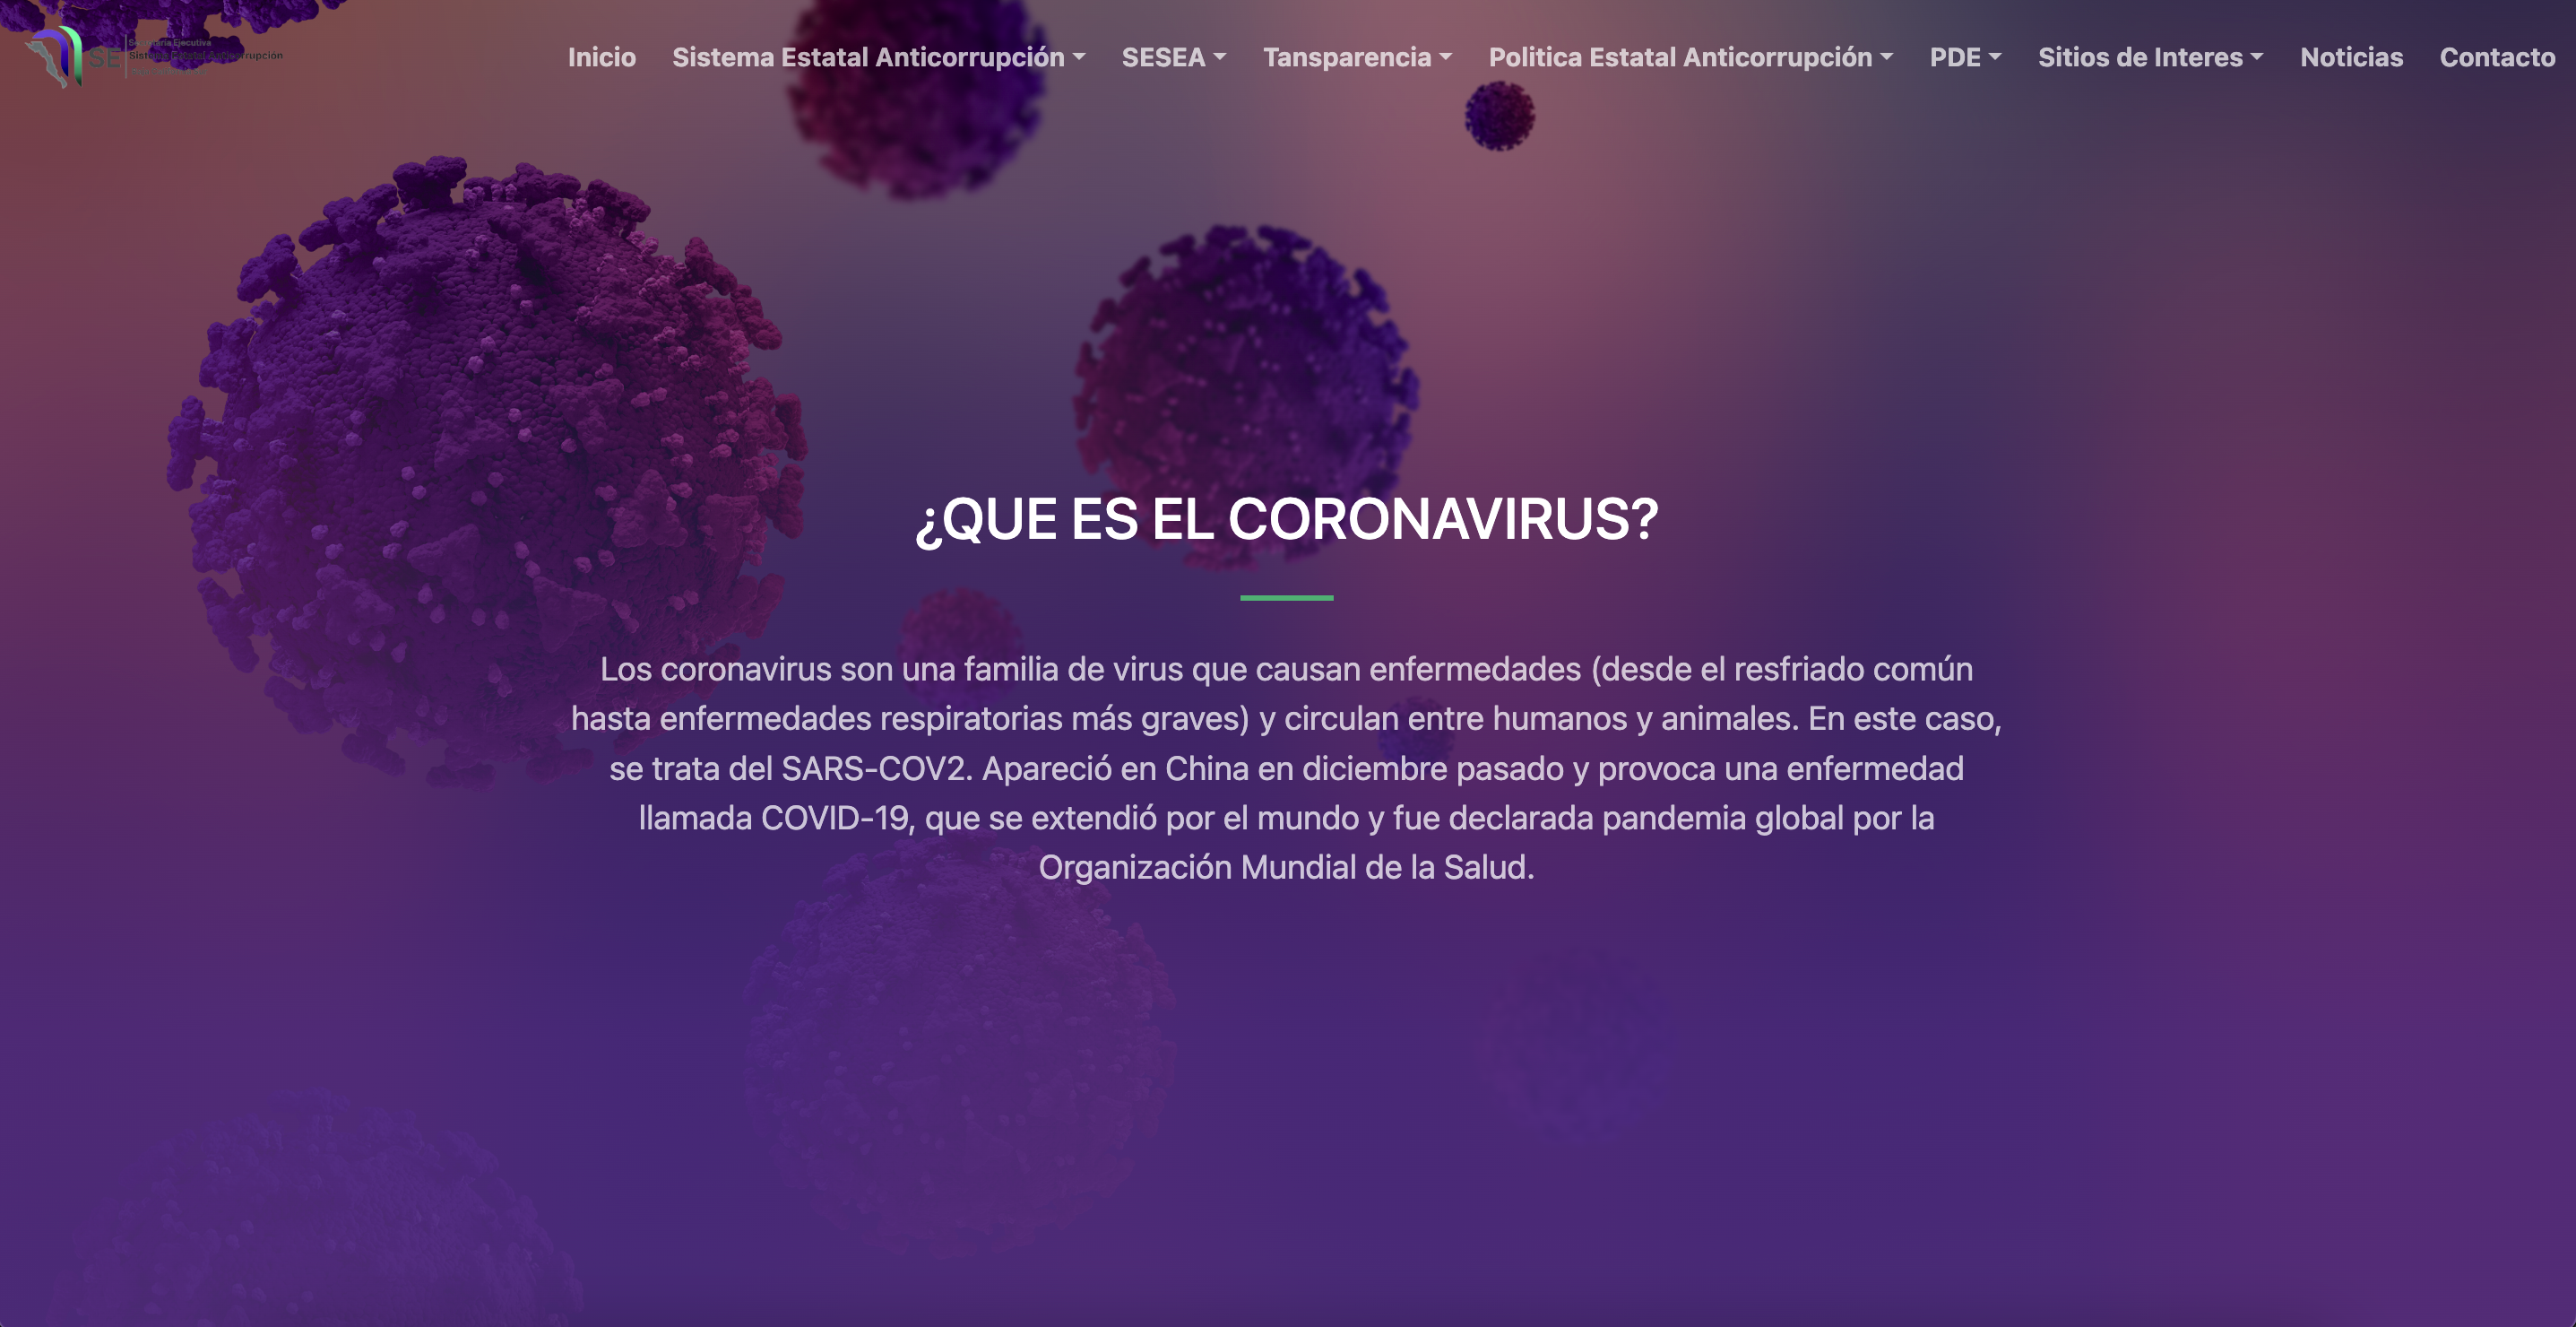 SE
Secretaría Ejecutiva
Sistema Estatal Anticorrupción
Inicio Sistema Estatal Anticorrupción SESEA Tansparencia Politica Estatal Anticorrupción PDE Sitios de Interes Noticias Contacto
¿QUE ES EL CORONAVIRUS?
Los coronavirus son una familia de virus que causan enfermedades (desde el resfriado común
hasta enfermedades respiratorias más graves) y circulan entre humanos y animales. En este caso,
se trata del SARS-COV2. Apareció en China en diciembre pasado y provoca una enfermedad
llamada COVID-19, que se extendió por el mundo y fue declarada pandemia global por la
Organización Mundial de la Salud.